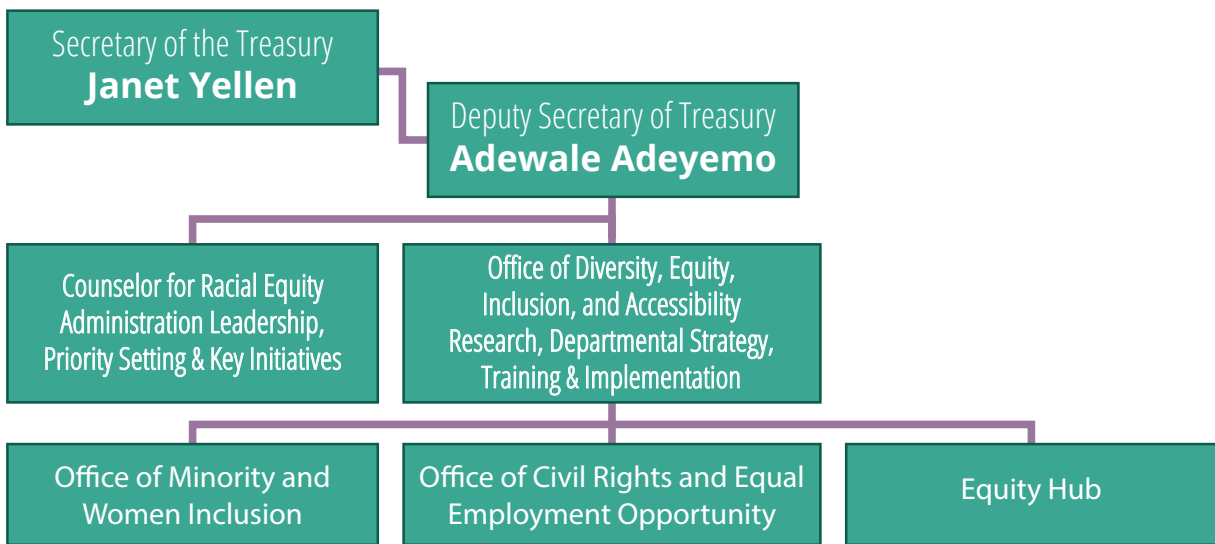 Secretary of the Treasury
Janet Yellen
Deputy Secretary of Treasury
Adewale Adeyemo
Counselor for Racial Equity
Administration Leadership,
Priority Setting & Key Initiatives
Office of Diversity, Equity,
Inclusion, and Accessibility
Research, Departmental Strategy,
Training & Implementation
Office of Minority and
Women Inclusion
Office of Civil Rights and Equal
Employment Opportunity
Equity Hub